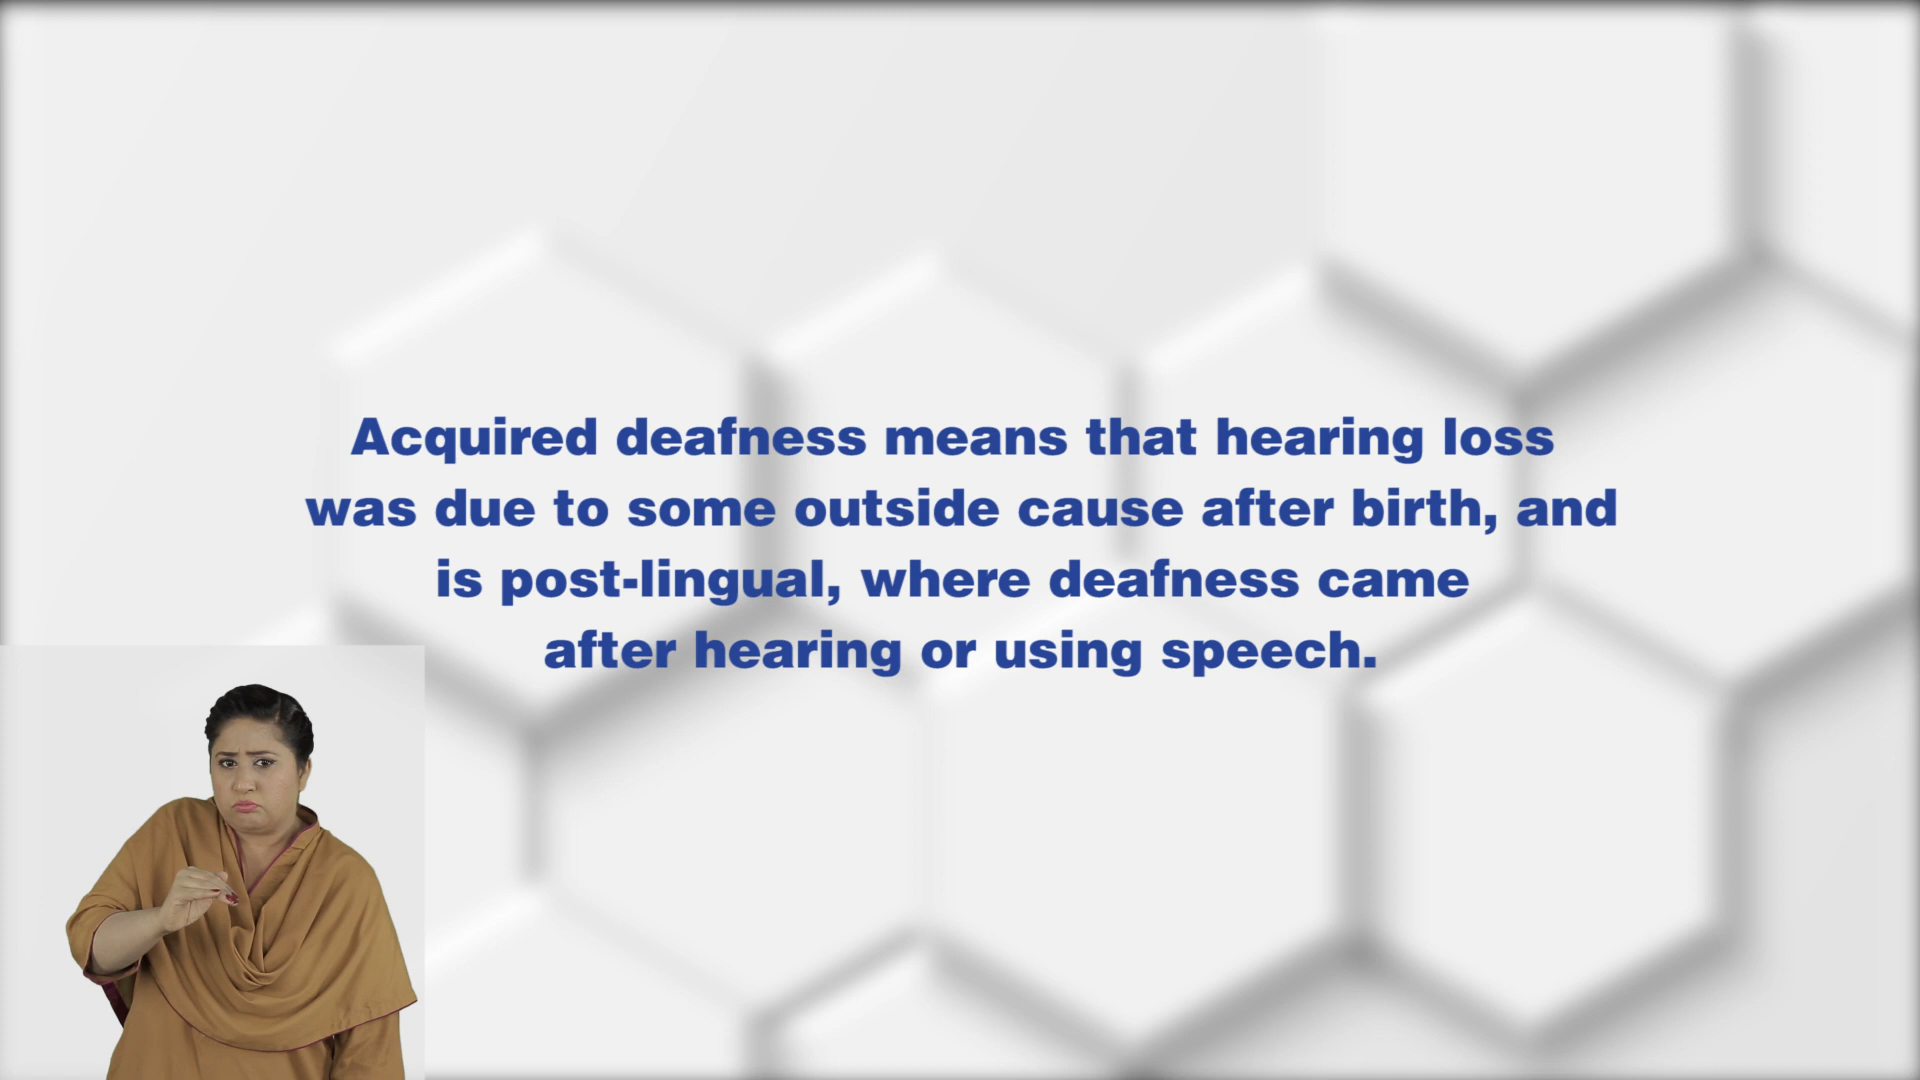 Acquired deafness means that hearing loss
was due to some outside cause after birth, and
is post-lingual, where deafness came
after hearing or using speech.